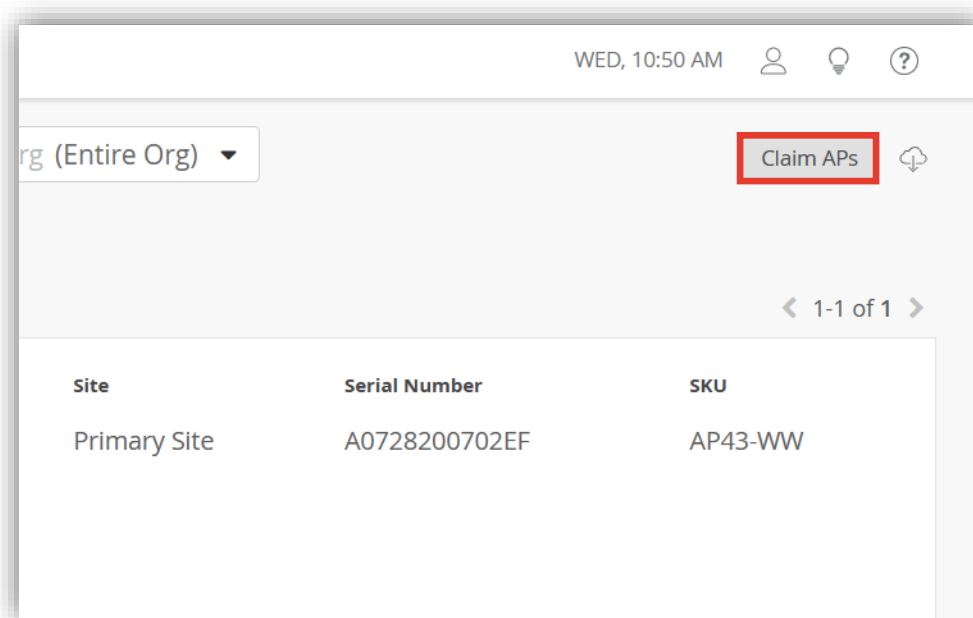 WED, 10:50 AM ?
rg (Entire Org)
Claim APs
1-1 of 1
Site Serial Number SKU
Primary Site A0728200702EF AP43-WW